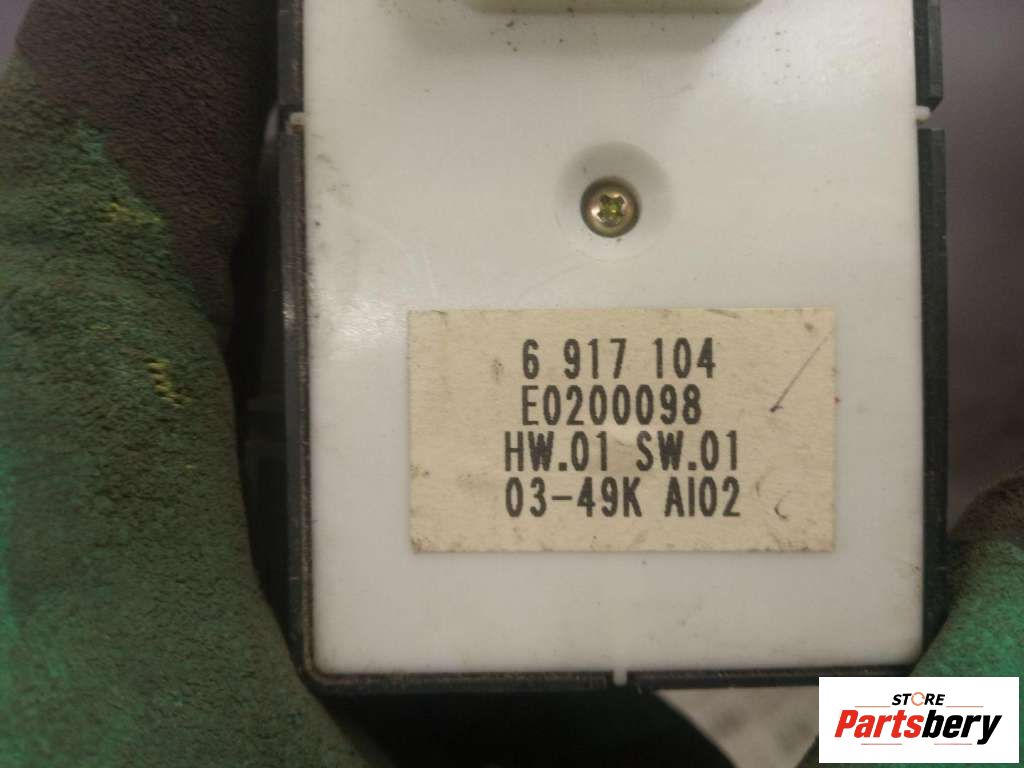 6 917 104
E0200098
HW.01 SW.01
03-49K AI02
STORE
Partsbery